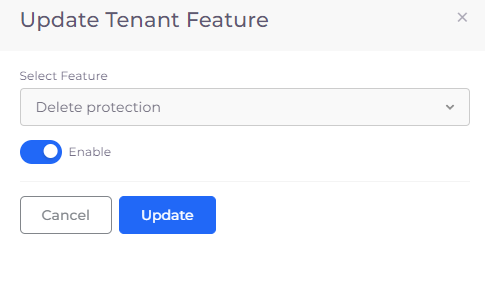 Update Tenant Feature
Select Feature
Delete protection
Enable
Cancel Update